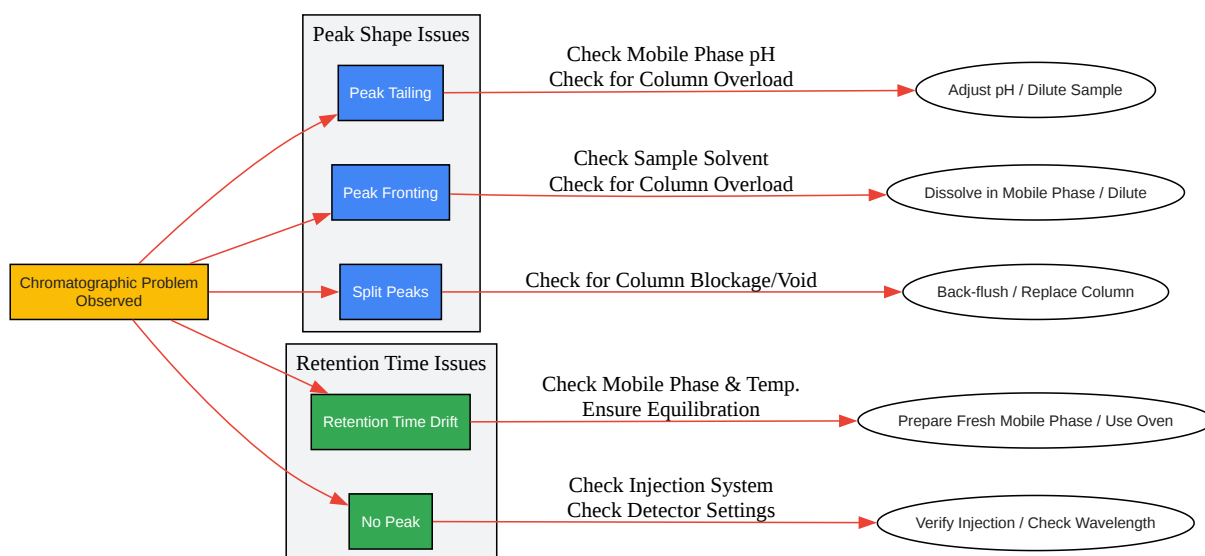 Peak Shape Issues
Check Mobile Phase pH
Check for Column Overload
Peak Tailing
Adjust pH / Dilute Sample
Check Sample Solvent
Check for Column Overload
Peak Fronting
Dissolve in Mobile Phase / Dilute
Chromatographic Problem
Observed
Split Peaks
Check for Column Blockage/Void
Back-flush / Replace Column
Retention Time Issues
Check Mobile Phase & Temp.
Ensure Equilibration
Retention Time Drift
Prepare Fresh Mobile Phase / Use Oven
Check Injection System
Check Detector Settings
No Peak
Verify Injection / Check Wavelength